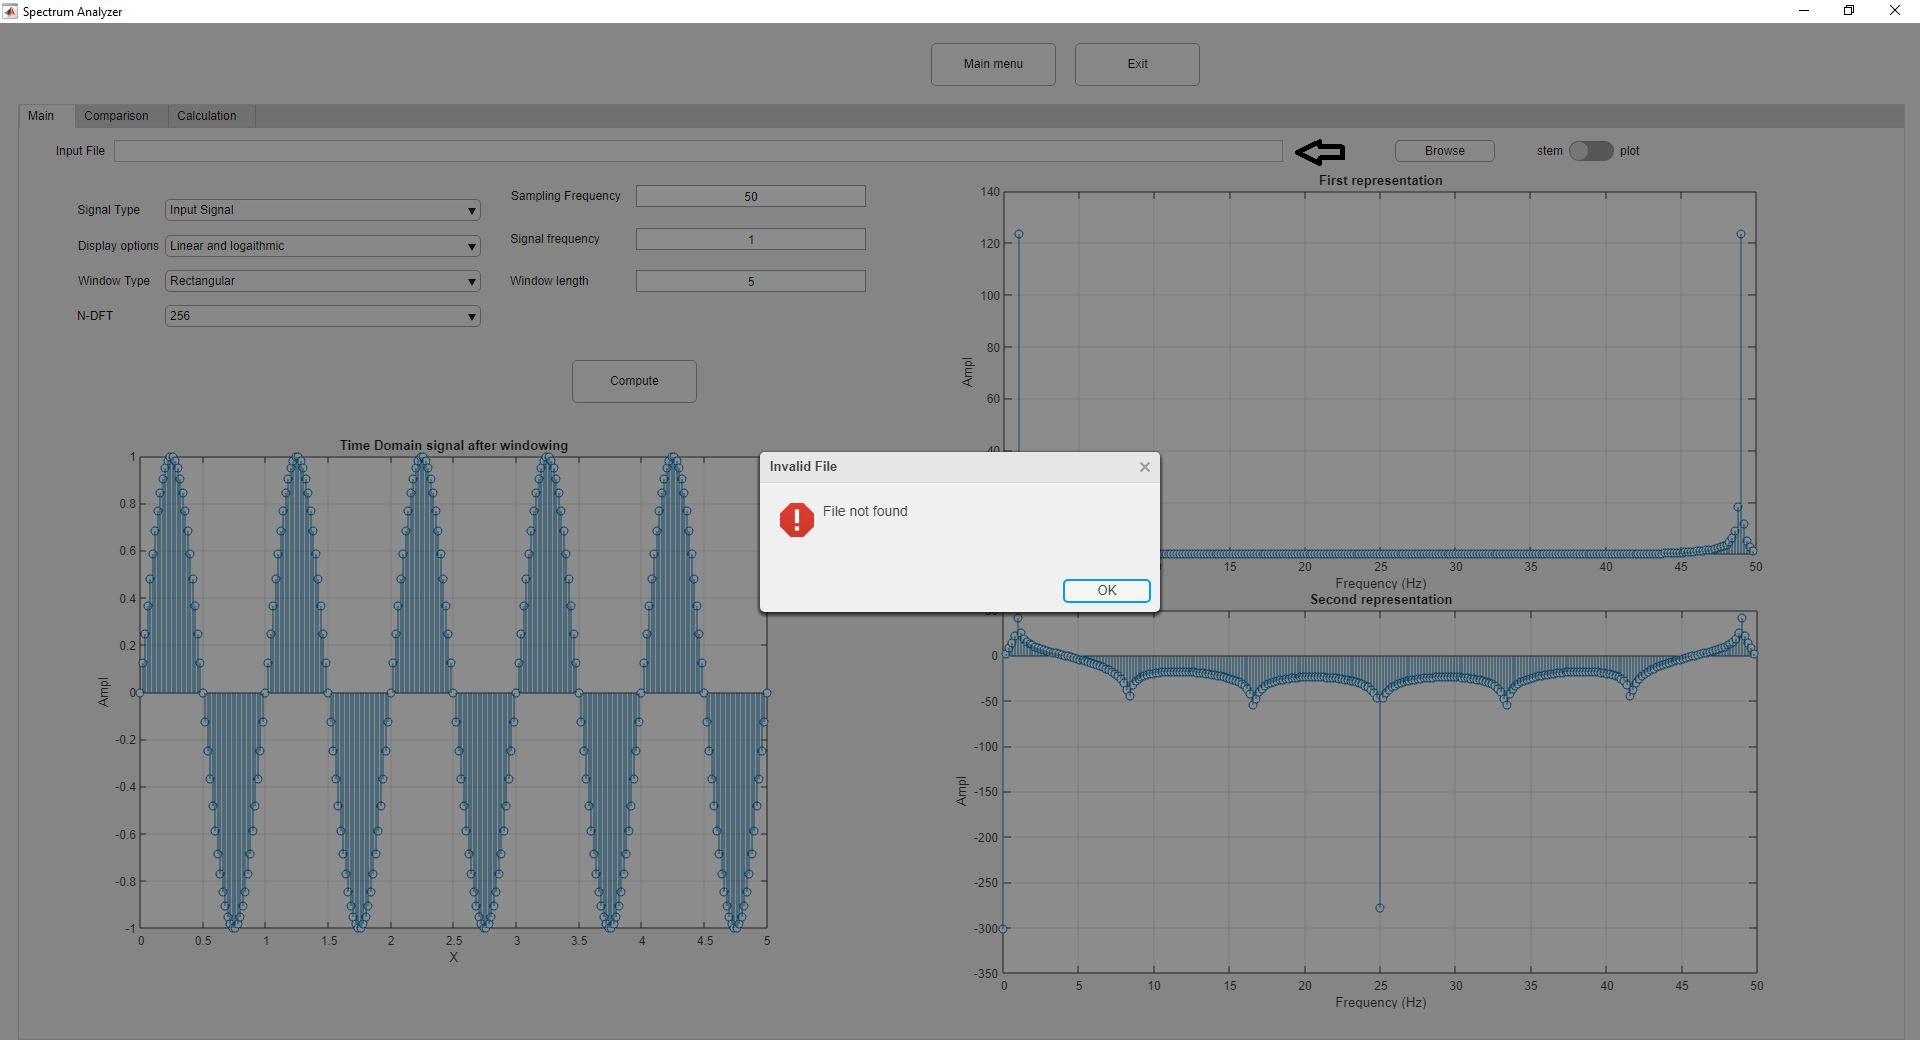 Spectrum Analyzer
Main menu Exit
Main Comparison Calculation
Input File Browse stem plot
Signal Type Input Signal
Display options Linear and logaithmic
Window Type Rectangular
N-DFT 256
Sampling Frequency 50
Signal frequency 1
Window length 5
Compute
First representation
140
120
100
80
60
40
Ampl
15 20 25 30 35 40 45 50
Frequency (Hz)
Time Domain signal after windowing
1
0.8
0.6
0.4
0.2
0
-0.2
-0.4
-0.6
-0.8
-1
Ampl
0 0.5 1 1.5 2 2.5 3 3.5 4 4.5 5
X
Invalid File
File not found
OK
Second representation
0
-50
-100
-150
-200
-250
-300
-350
Ampl
0 5 10 15 20 25 30 35 40 45 50
Frequency (Hz)